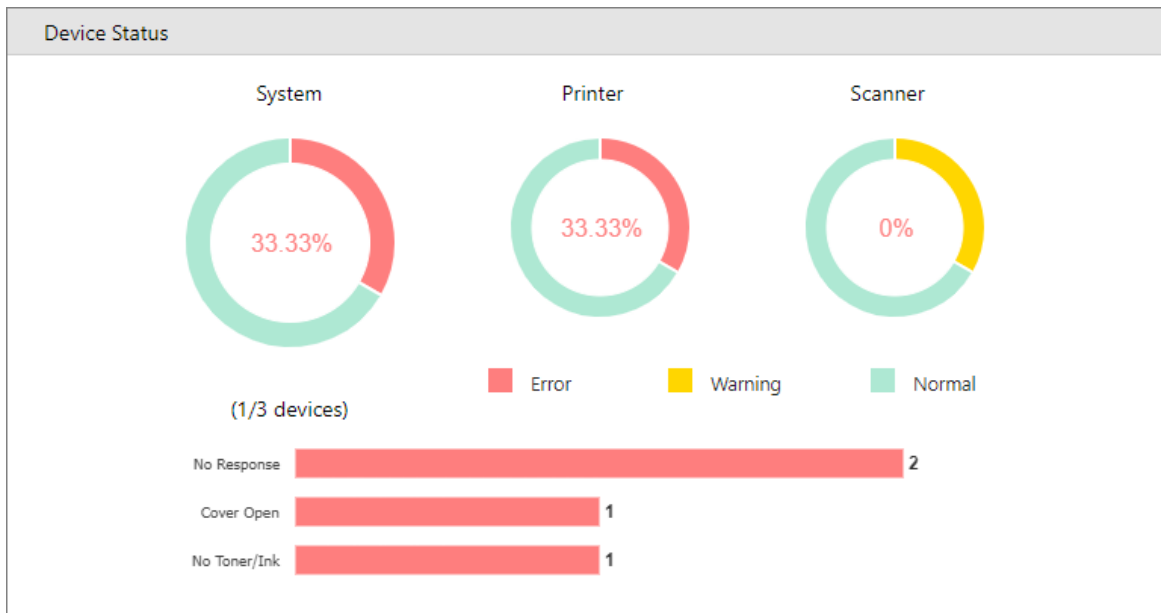 Device Status
System
Printer
Scanner
33.33%
33.33%
0%
Error
Warning
Normal
(1/3 devices)
No Response 2
Cover Open 1
No Toner/Ink 1